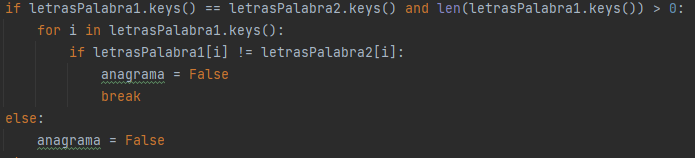 if letrasPalabra1.keys() == letrasPalabra2.keys() and len(letrasPalabra1.keys()) > 0:
    for i in letrasPalabra1.keys():
        if letrasPalabra1[i] != letrasPalabra2[i]:
            anagrama = False
            break
else:
    anagrama = False